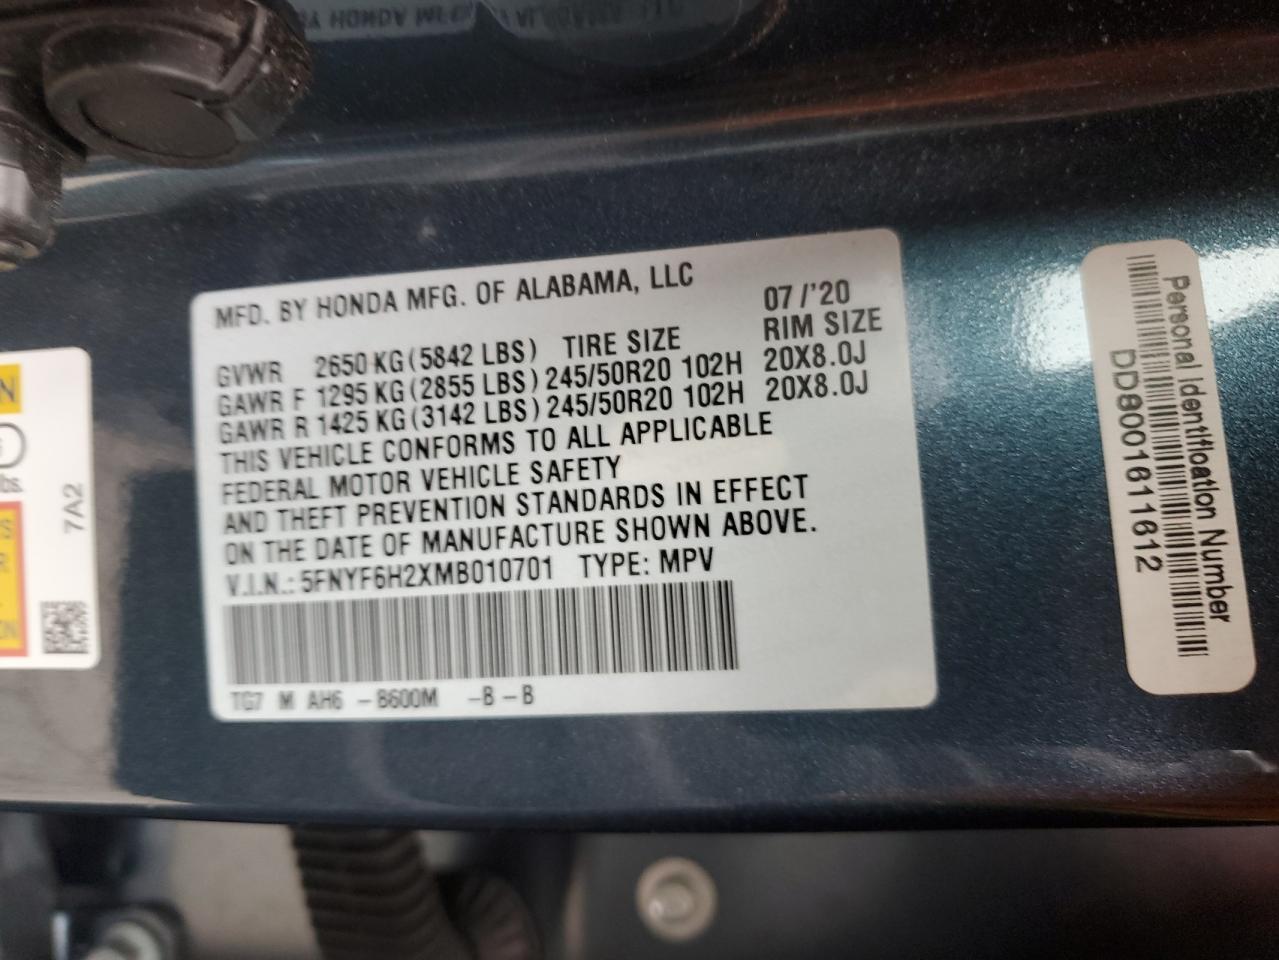 MFD. BY HONDA MFG. OF ALABAMA, LLC 07/'20
GVWR 2650 KG (5842 LBS) TIRE SIZE RIM SIZE
GAWR F 1295 KG (2855 LBS) 245/50R20 102H 20X8.0J
GAWR R 1425 KG (3142 LBS) 245/50R20 102H 20X8.0J
THIS VEHICLE CONFORMS TO ALL APPLICABLE
FEDERAL MOTOR VEHICLE SAFETY
AND THEFT PREVENTION STANDARDS IN EFFECT
ON THE DATE OF MANUFACTURE SHOWN ABOVE.
V.I.N.: 5FNYF6H2XMB010701 TYPE: MPV
TG7 M AH6 -B600M -B-B
Personal Identification Number
DD8001611612
7A2